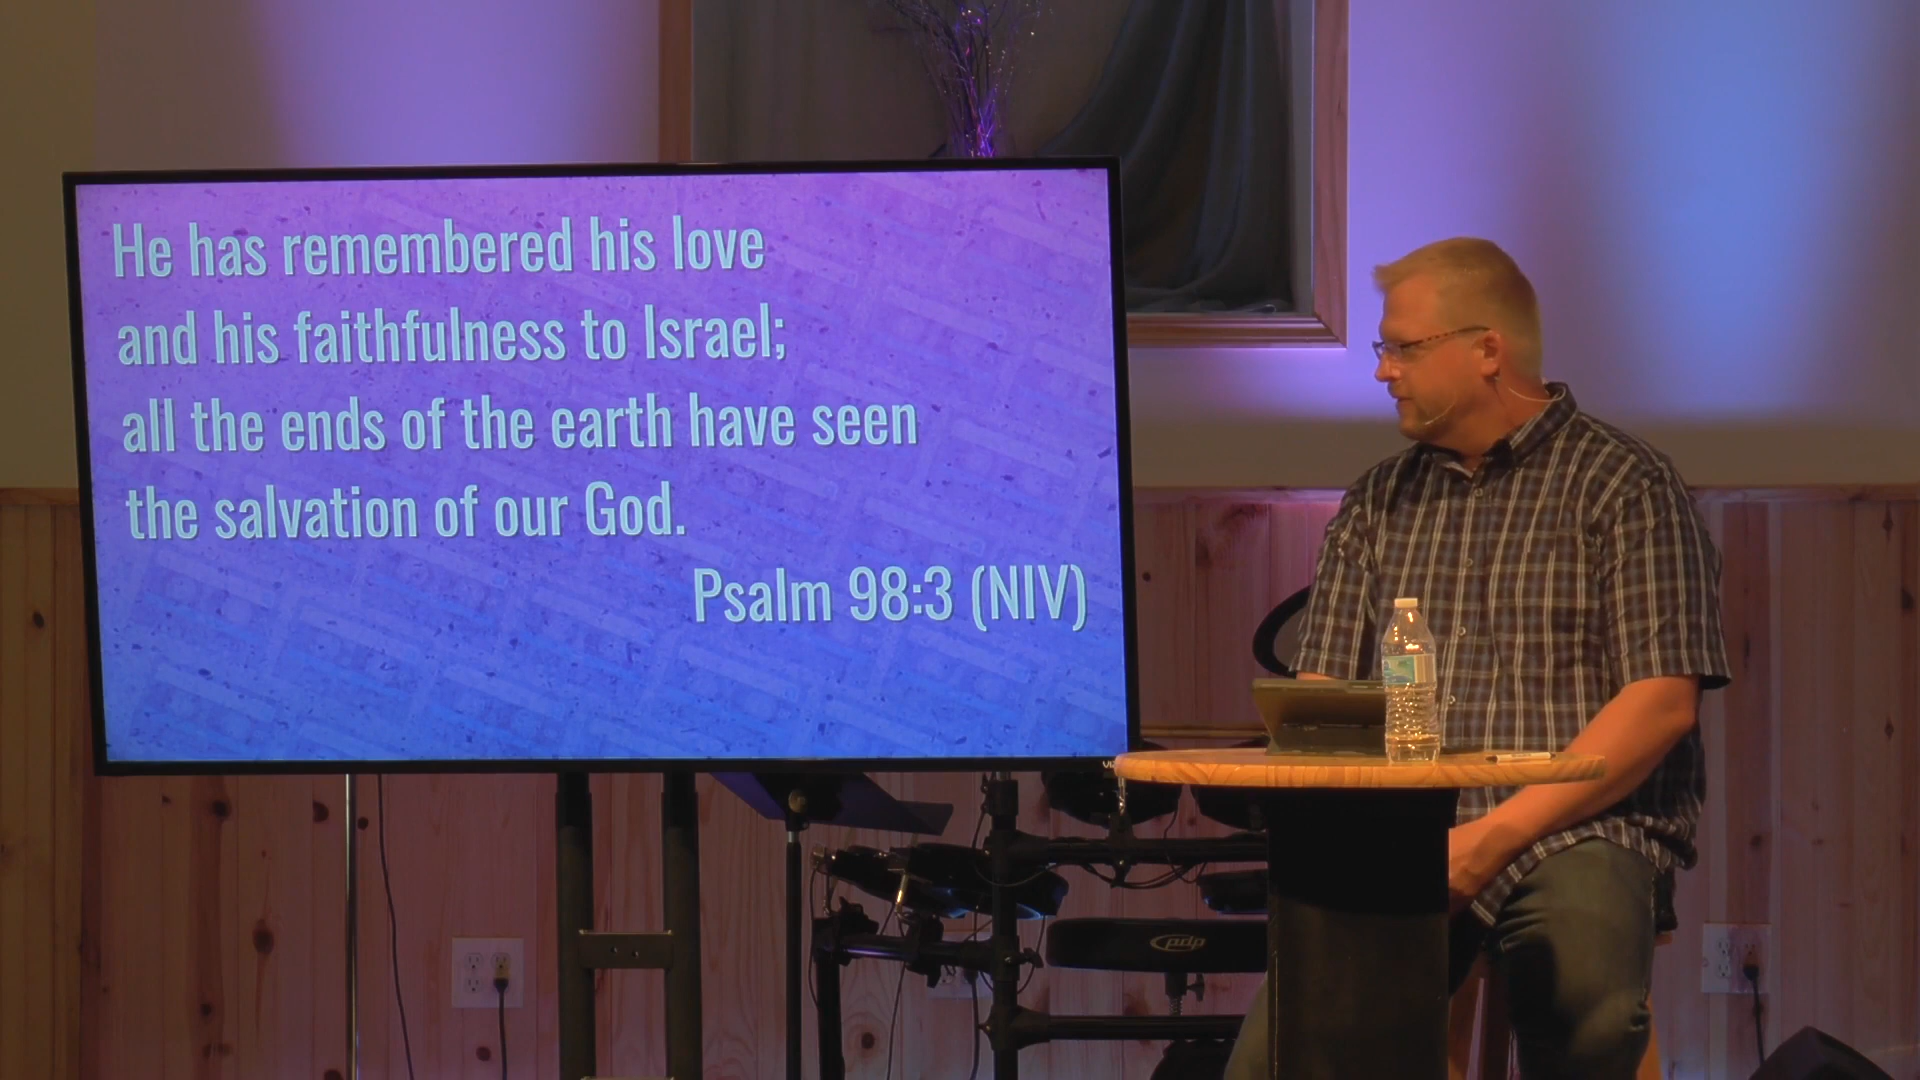 He has remembered his love
and his faithfulness to Israel;
all the ends of the earth have seen
the salvation of our God.
Psalm 98:3 (NIV)
pdp